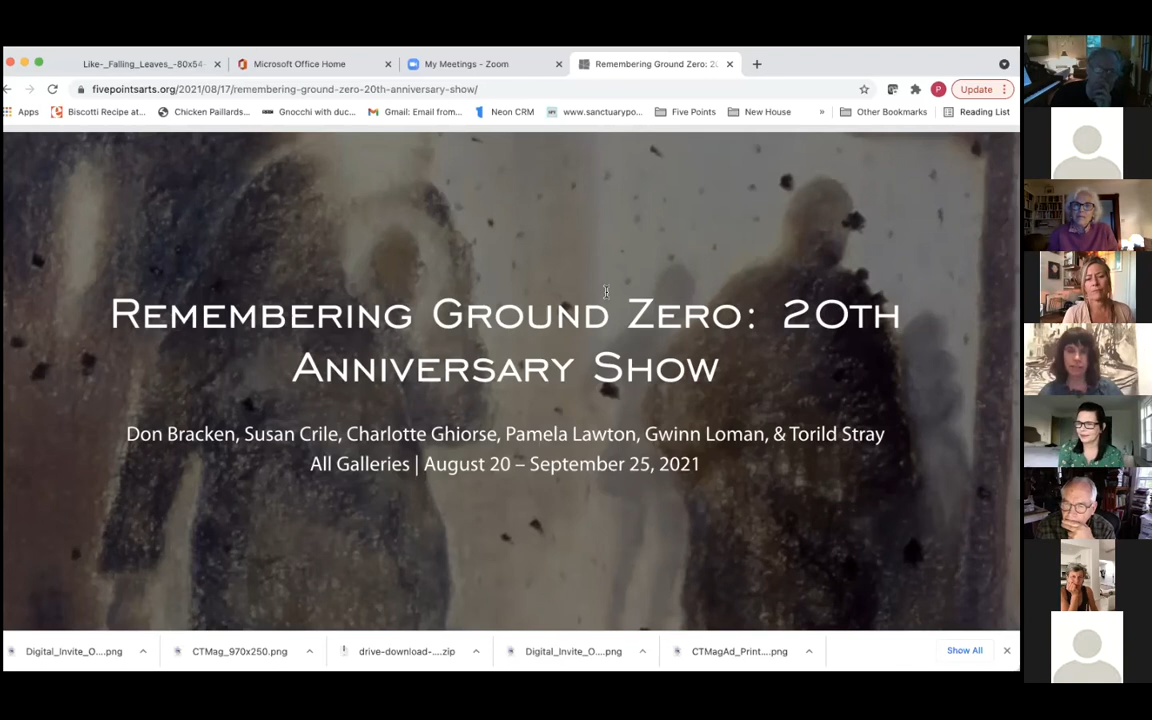 Like-_Falling_Leaves_-80x54-
Microsoft Office Home
My Meetings - Zoom
Remembering Ground Zero: 20
fivepointsarts.org/2021/08/17/remembering-ground-zero-20th-anniversary-show/
P
Update
Apps
Biscotti Recipe at...
Chicken Paillards...
Gnocchi with duc...
Gmail: Email from...
Neon CRM
www.sanctuarypo...
Five Points
New House
»
Other Bookmarks
Reading List
Remembering Ground Zero: 20th
Anniversary Show
Don Bracken, Susan Crile, Charlotte Ghiorse, Pamela Lawton, Gwinn Loman, & Torild Stray
All Galleries | August 20 – September 25, 2021
Digital_Invite_O....png
CTMag_970x250.png
drive-download-....zip
Digital_Invite_O....png
CTMagAd_Print....png
Show All